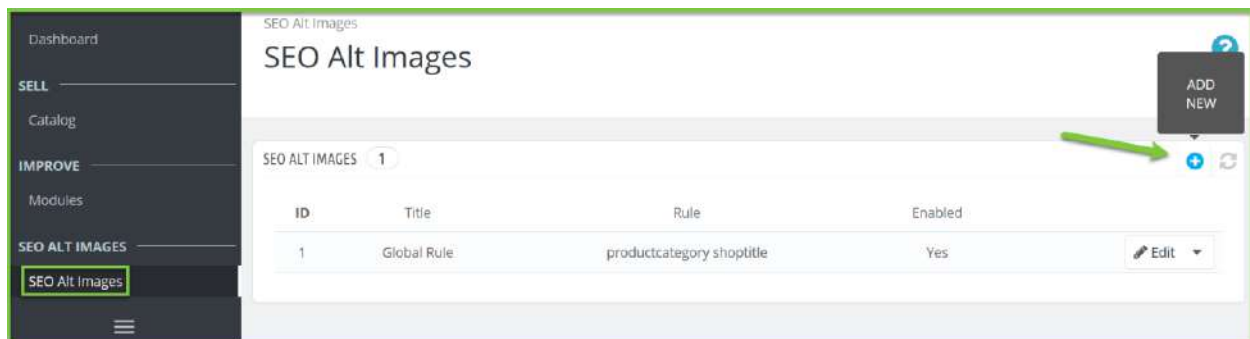 Dashboard
SELL
Catalog
IMPROVE
Modules
SEO ALT IMAGES
SEO Alt Images
SEO Alt Images
SEO Alt Images
?
ADD
NEW
SEO ALT IMAGES 1
ID Title Rule Enabled
1 Global Rule productcategory shoptitle Yes Edit